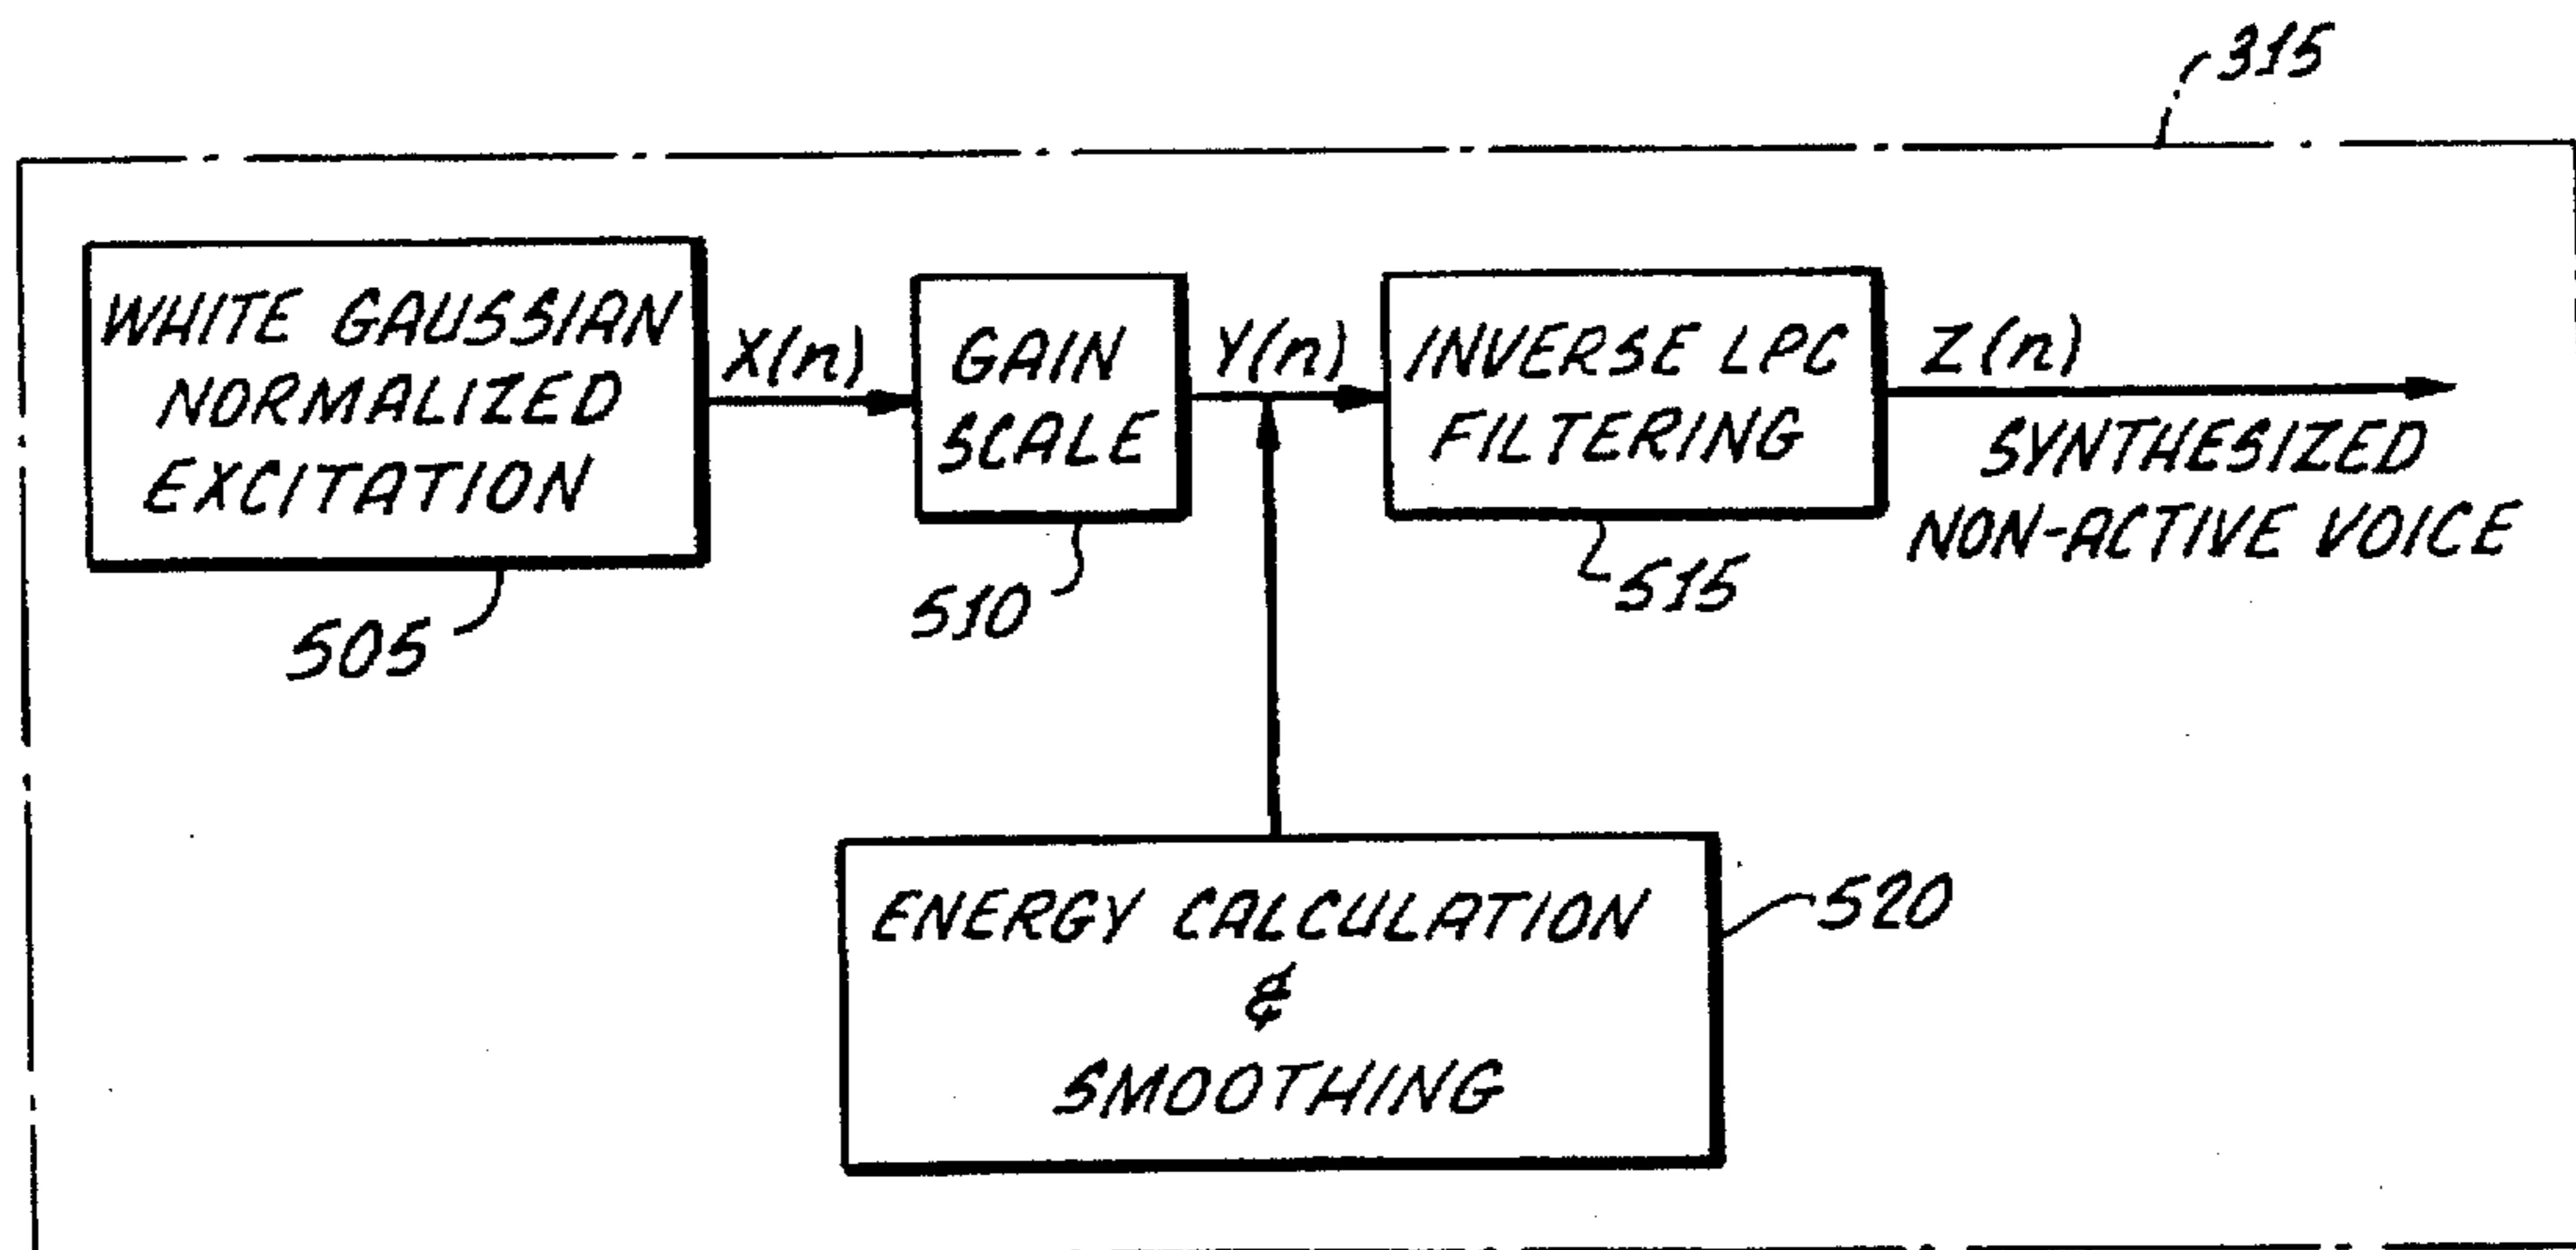 315
WHITE GAUSSIAN
NORMALIZED
EXCITATION
X(n)
GAIN
SCALE
Y(n)
INVERSE LPC
FILTERING
Z(n)
SYNTHESIZED
NON-ACTIVE VOICE
505
510
515
ENERGY CALCULATION
&
SMOOTHING
520